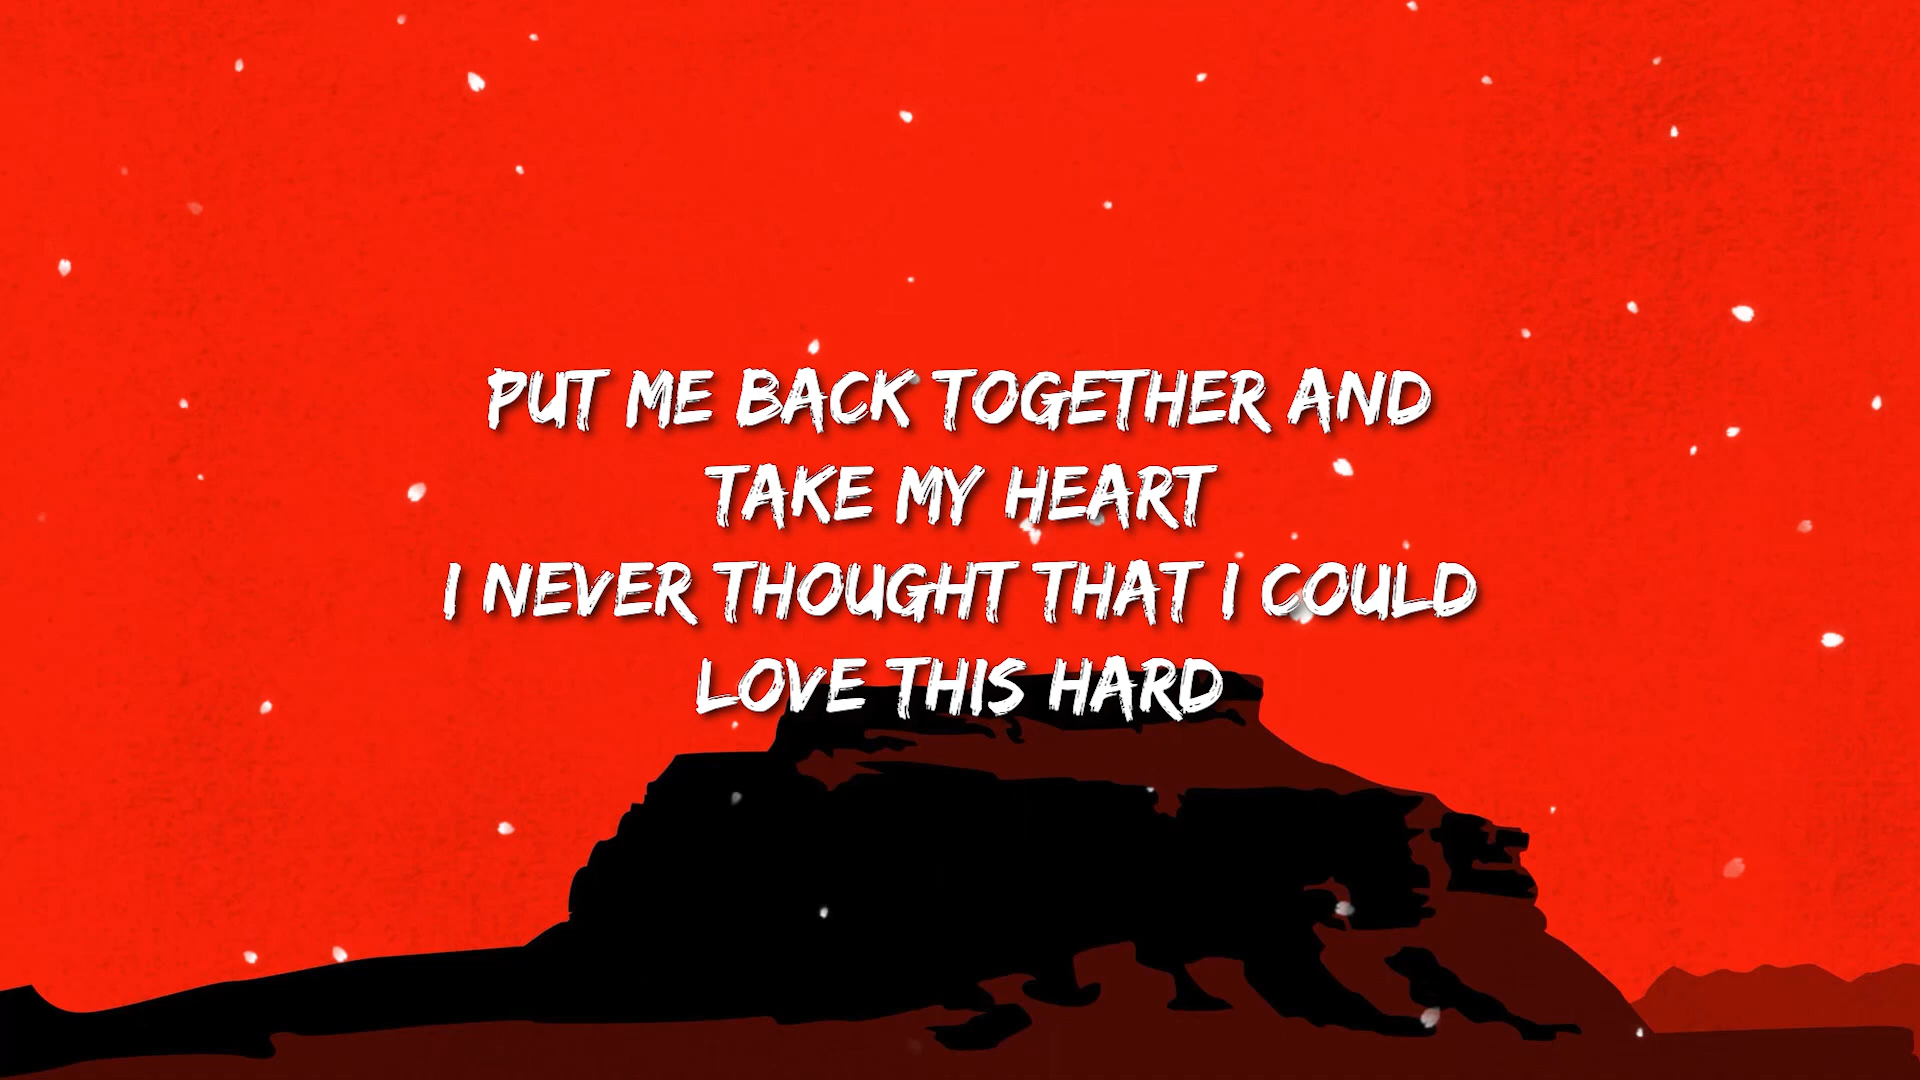 PUT ME BACK TOGETHER AND
TAKE MY HEART
I NEVER THOUGHT THAT I COULD
LOVE THIS HARD